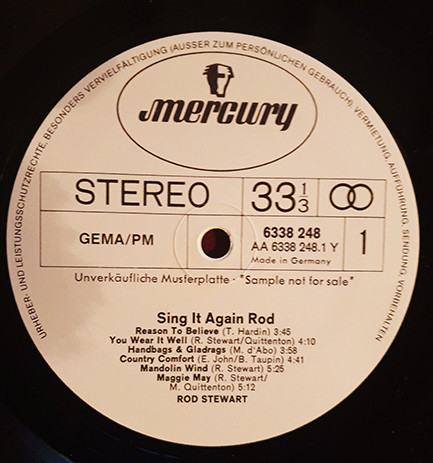 URHEBER- UND LEISTUNGSSCHUTZRECHTE, BESONDERS VERVIELFÄLTIGUNG (AUSSER ZUM PERSÖNLICHEN GEBRAUCH), VERMIETUNG, AUFFÜHRUNG, SENDUNG, VORBEHALTEN
mercury
STEREO 33 1/3
GEMA/PM
6338 248
AA 6338 248.1 Y
Made in Germany
1
Unverkäufliche Musterplatte · "Sample not for sale"
Sing It Again Rod
Reason To Believe (T. Hardin) 3:45
You Wear It Well (R. Stewart/Quittenton) 4:10
Handbags & Gladrags (M. d'Abo) 3:58
Country Comfort (E. John/B. Taupin) 4:41
Mandolin Wind (R. Stewart) 5:25
Maggie May (R. Stewart/
M. Quittenton) 5:12
ROD STEWART